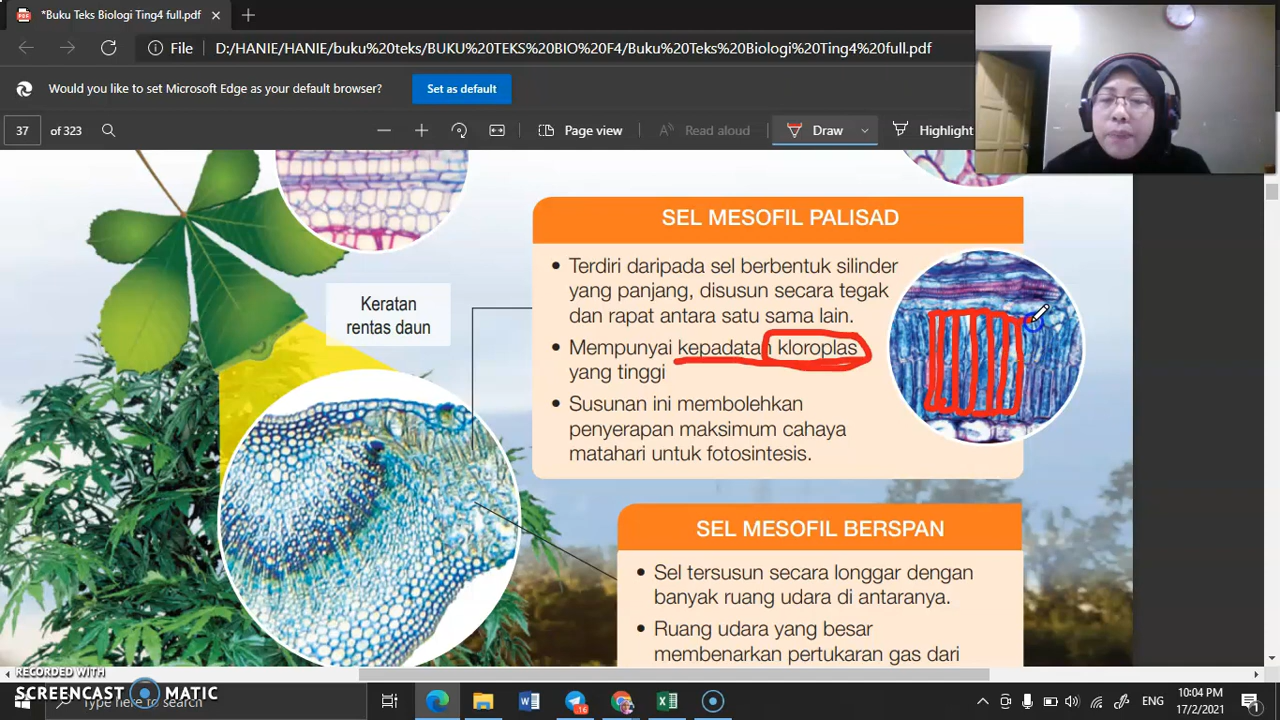 *Buku Teks Biologi Ting4 full.pdf
File
D:/HANIE/HANIE/buku%20teks/BUKU%20TEKS%20BIO%20F4/Buku%20Teks%20Biologi%20Ting4%20full.pdf
Would you like to set Microsoft Edge as your default browser?
Set as default
37 of 323
Page view
Read aloud
Draw
Highlight
Keratan
rentas daun
SEL MESOFIL PALISAD
• Terdiri daripada sel berbentuk silinder
yang panjang, disusun secara tegak
dan rapat antara satu sama lain.
• Mempunyai kepadatan kloroplas
yang tinggi
• Susunan ini membolehkan
penyerapan maksimum cahaya
matahari untuk fotosintesis.
SEL MESOFIL BERSPAN
• Sel tersusun secara longgar dengan
banyak ruang udara di antaranya.
• Ruang udara yang besar
membenarkan pertukaran gas dari
RECORDED WITH
SCREENCAST MATIC
Type here to search
16
ENG
10:04 PM
17/2/2021
1